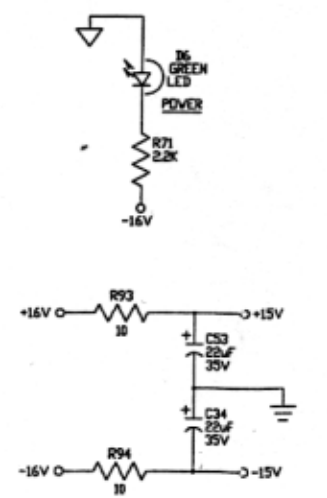 D6
GREEN
LED
POWER
R71
2.2K
-16V
R93
+16V
+15V
10
+
C53
22uF
35V
+
C34
22uF
35V
R94
-16V
-15V
10